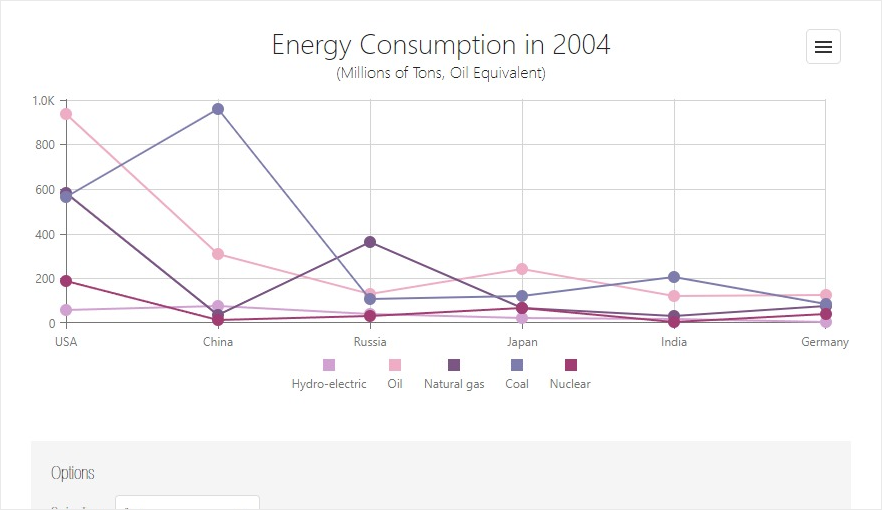 Energy Consumption in 2004
(Millions of Tons, Oil Equivalent)
1.0K
800
600
400
200
0
USA China Russia Japan India Germany
Hydro-electric Oil Natural gas Coal Nuclear
Options